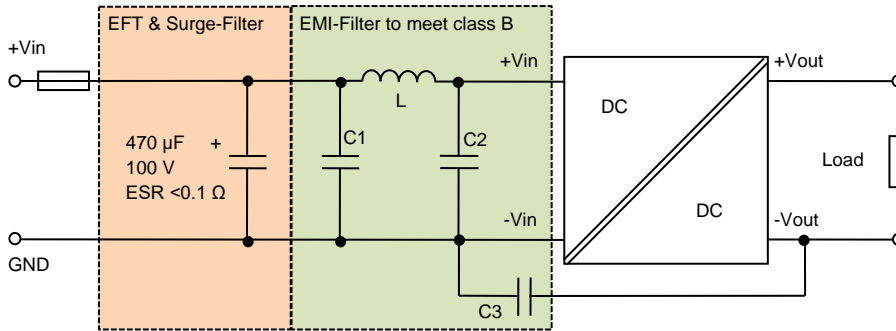 EFT & Surge-Filter
EMI-Filter to meet class B
+Vin
+Vin
+Vout
L
DC
470 µF +
100 V
ESR <0.1 Ω
C1
C2
Load
DC
-Vin
-Vout
GND
C3